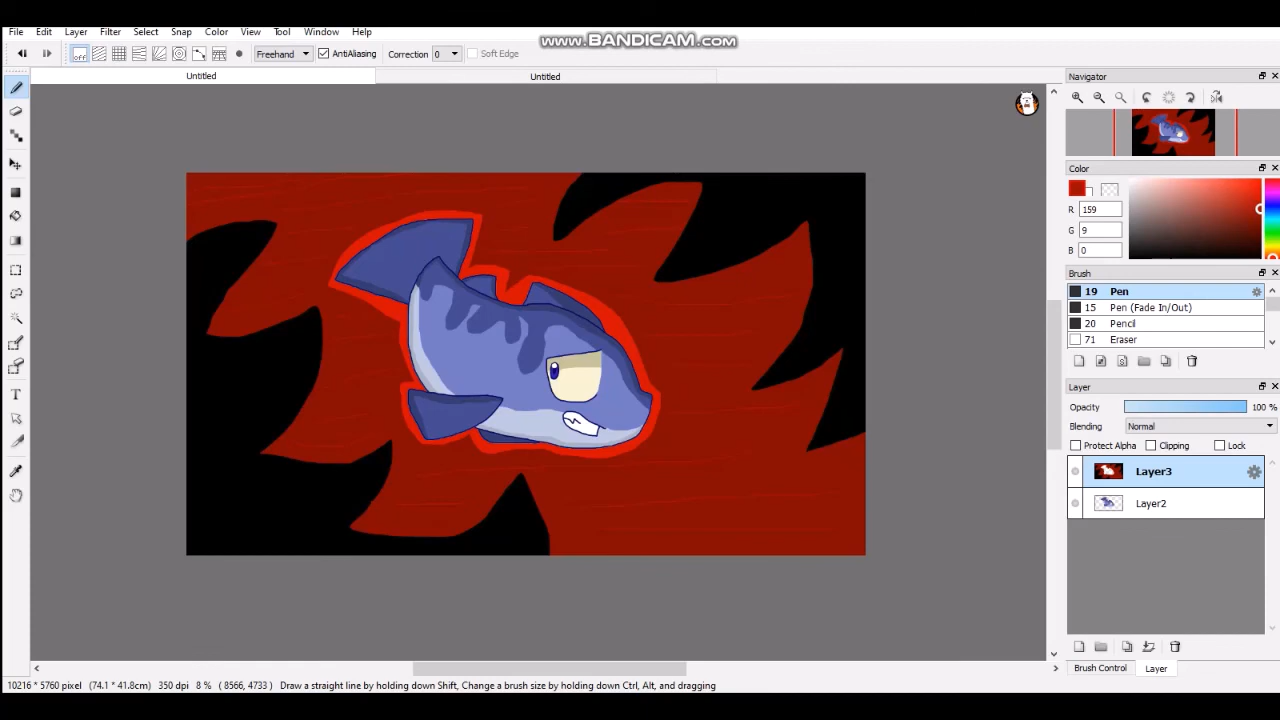 www.BANDICAM.com
File Edit Layer Filter Select Snap Color View Tool Window Help
off Freehand AntiAliasing Correction 0 Soft Edge
Untitled Untitled
Navigator
Color
R 159
G 9
B 0
Brush
19 Pen
15 Pen (Fade In/Out)
20 Pencil
71 Eraser
Layer
Opacity 100 %
Blending Normal
Protect Alpha Clipping Lock
Layer3
Layer2
Brush Control Layer
10216 * 5760 pixel (74.1 * 41.8cm) 350 dpi 8 % ( 8566, 4733 ) Draw a straight line by holding down Shift, Change a brush size by holding down Ctrl, Alt, and dragging